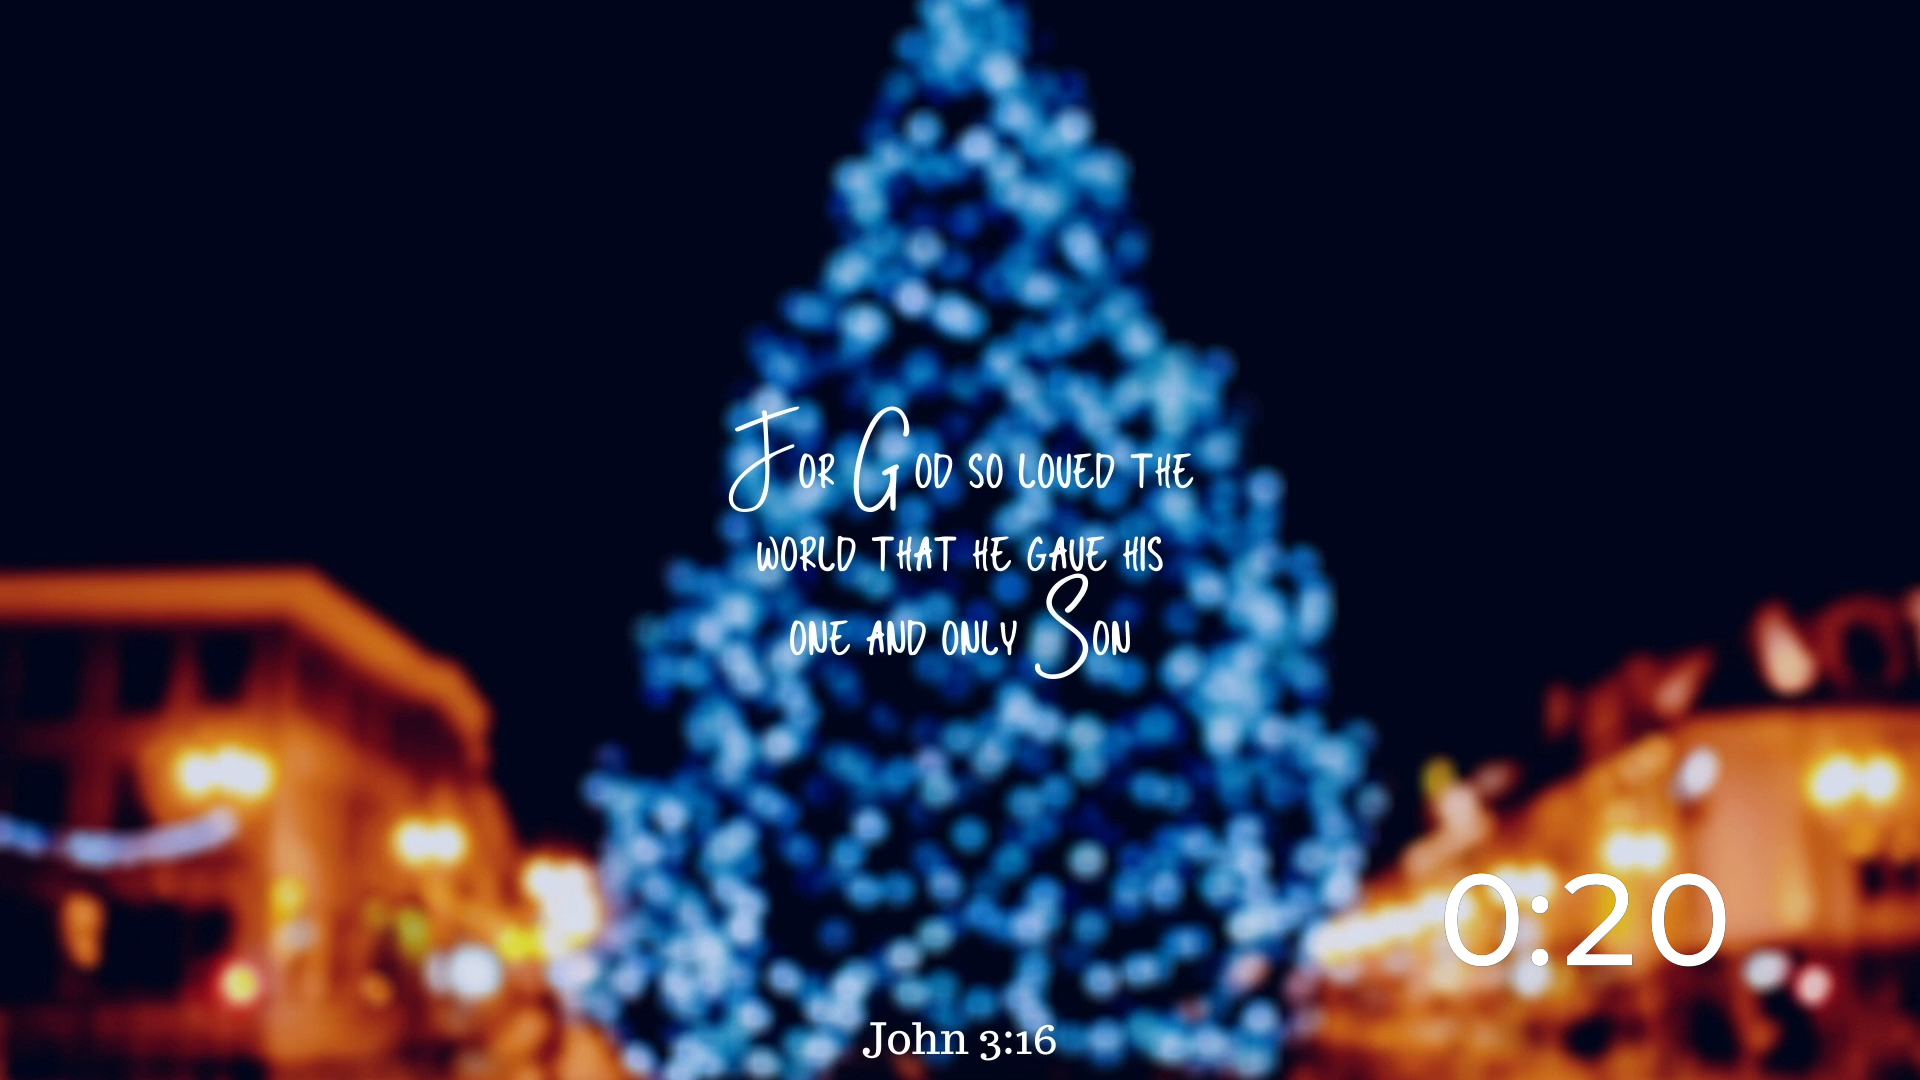 For God so loved the
world that he gave his
one and only Son
0:20
John 3:16